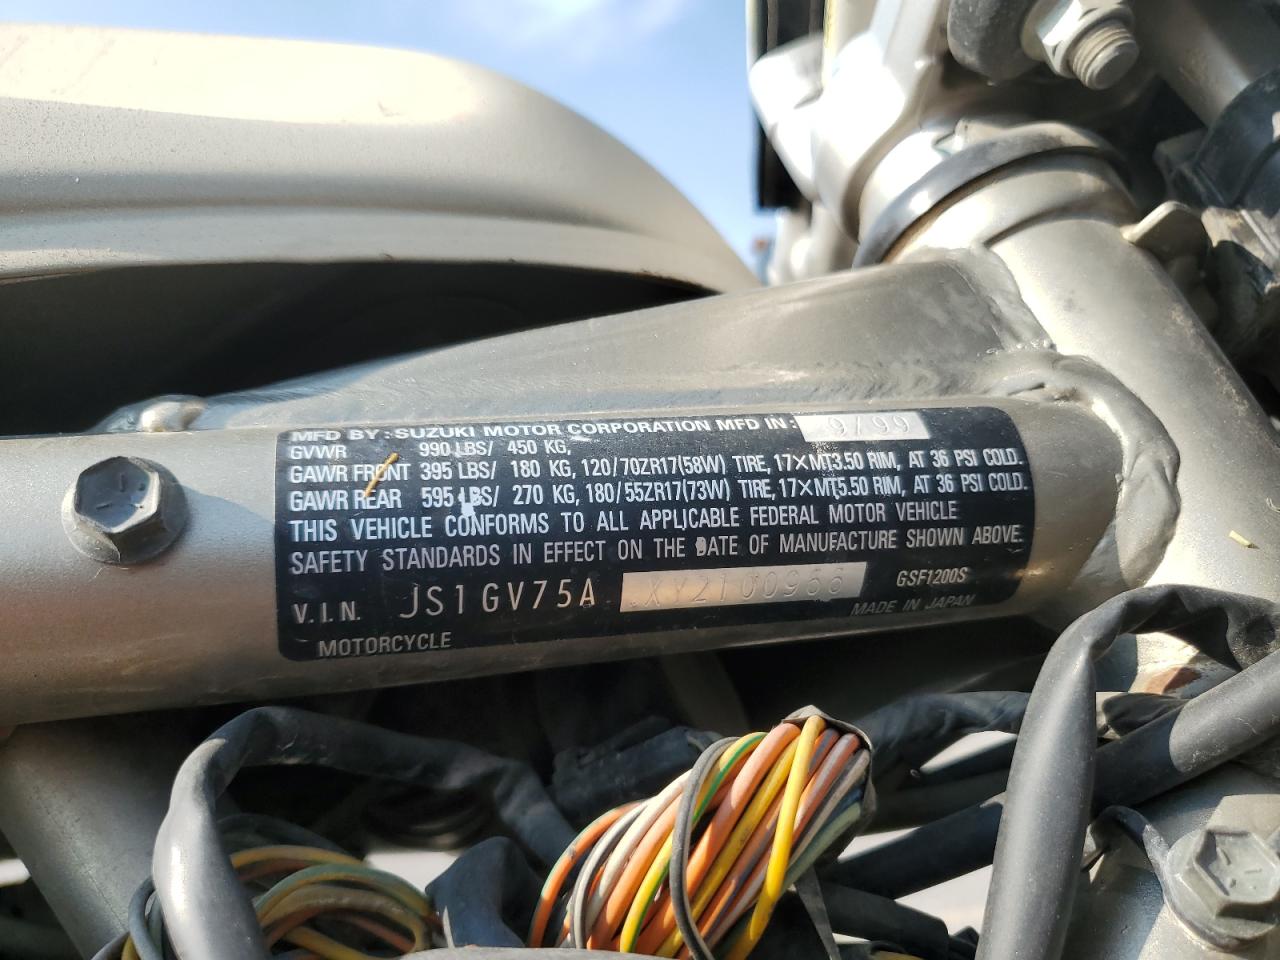 MFD BY : SUZUKI MOTOR CORPORATION MFD IN : 9/99
GVWR 990 LBS/ 450 KG,
GAWR FRONT 395 LBS/ 180 KG, 120/70ZR17(58W) TIRE, 17×MT3.50 RIM, AT 36 PSI COLD.
GAWR REAR 595 LBS/ 270 KG, 180/55ZR17(73W) TIRE, 17×MT5.50 RIM, AT 36 PSI COLD.
THIS VEHICLE CONFORMS TO ALL APPLICABLE FEDERAL MOTOR VEHICLE
SAFETY STANDARDS IN EFFECT ON THE DATE OF MANUFACTURE SHOWN ABOVE.
V.I.N. JS1GV75A XY2100966 GSF1200S
MOTORCYCLE MADE IN JAPAN